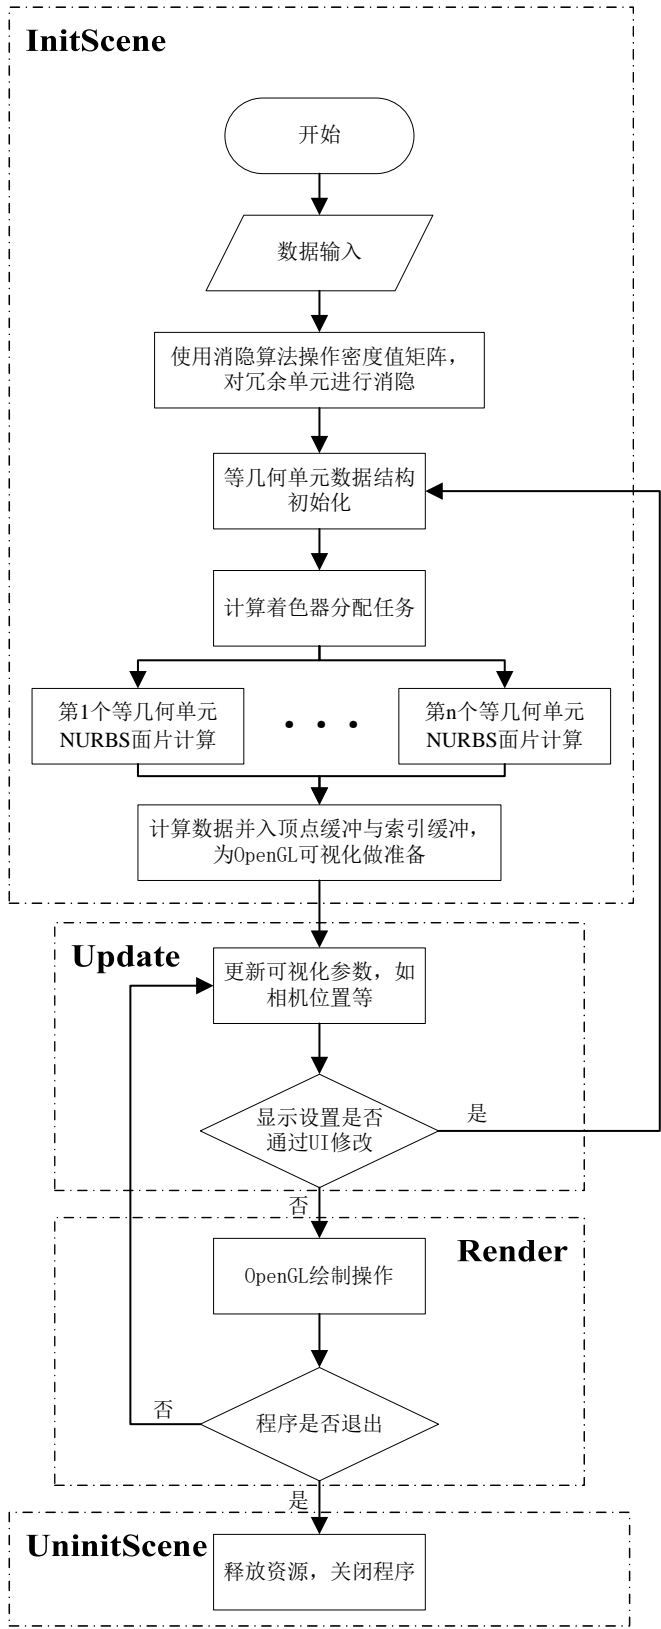 InitScene
开始
数据输入
使用消隐算法操作密度值矩阵，
对冗余单元进行消隐
等几何单元数据结构
初始化
计算着色器分配任务
第1个等几何单元
NURBS面片计算
• • •
第n个等几何单元
NURBS面片计算
计算数据并入顶点缓冲与索引缓冲，
为OpenGL可视化做准备
Update
更新可视化参数，如
相机位置等
显示设置是否
通过UI修改
是
否
Render
OpenGL绘制操作
程序是否退出
否
是
UninitScene
释放资源，关闭程序